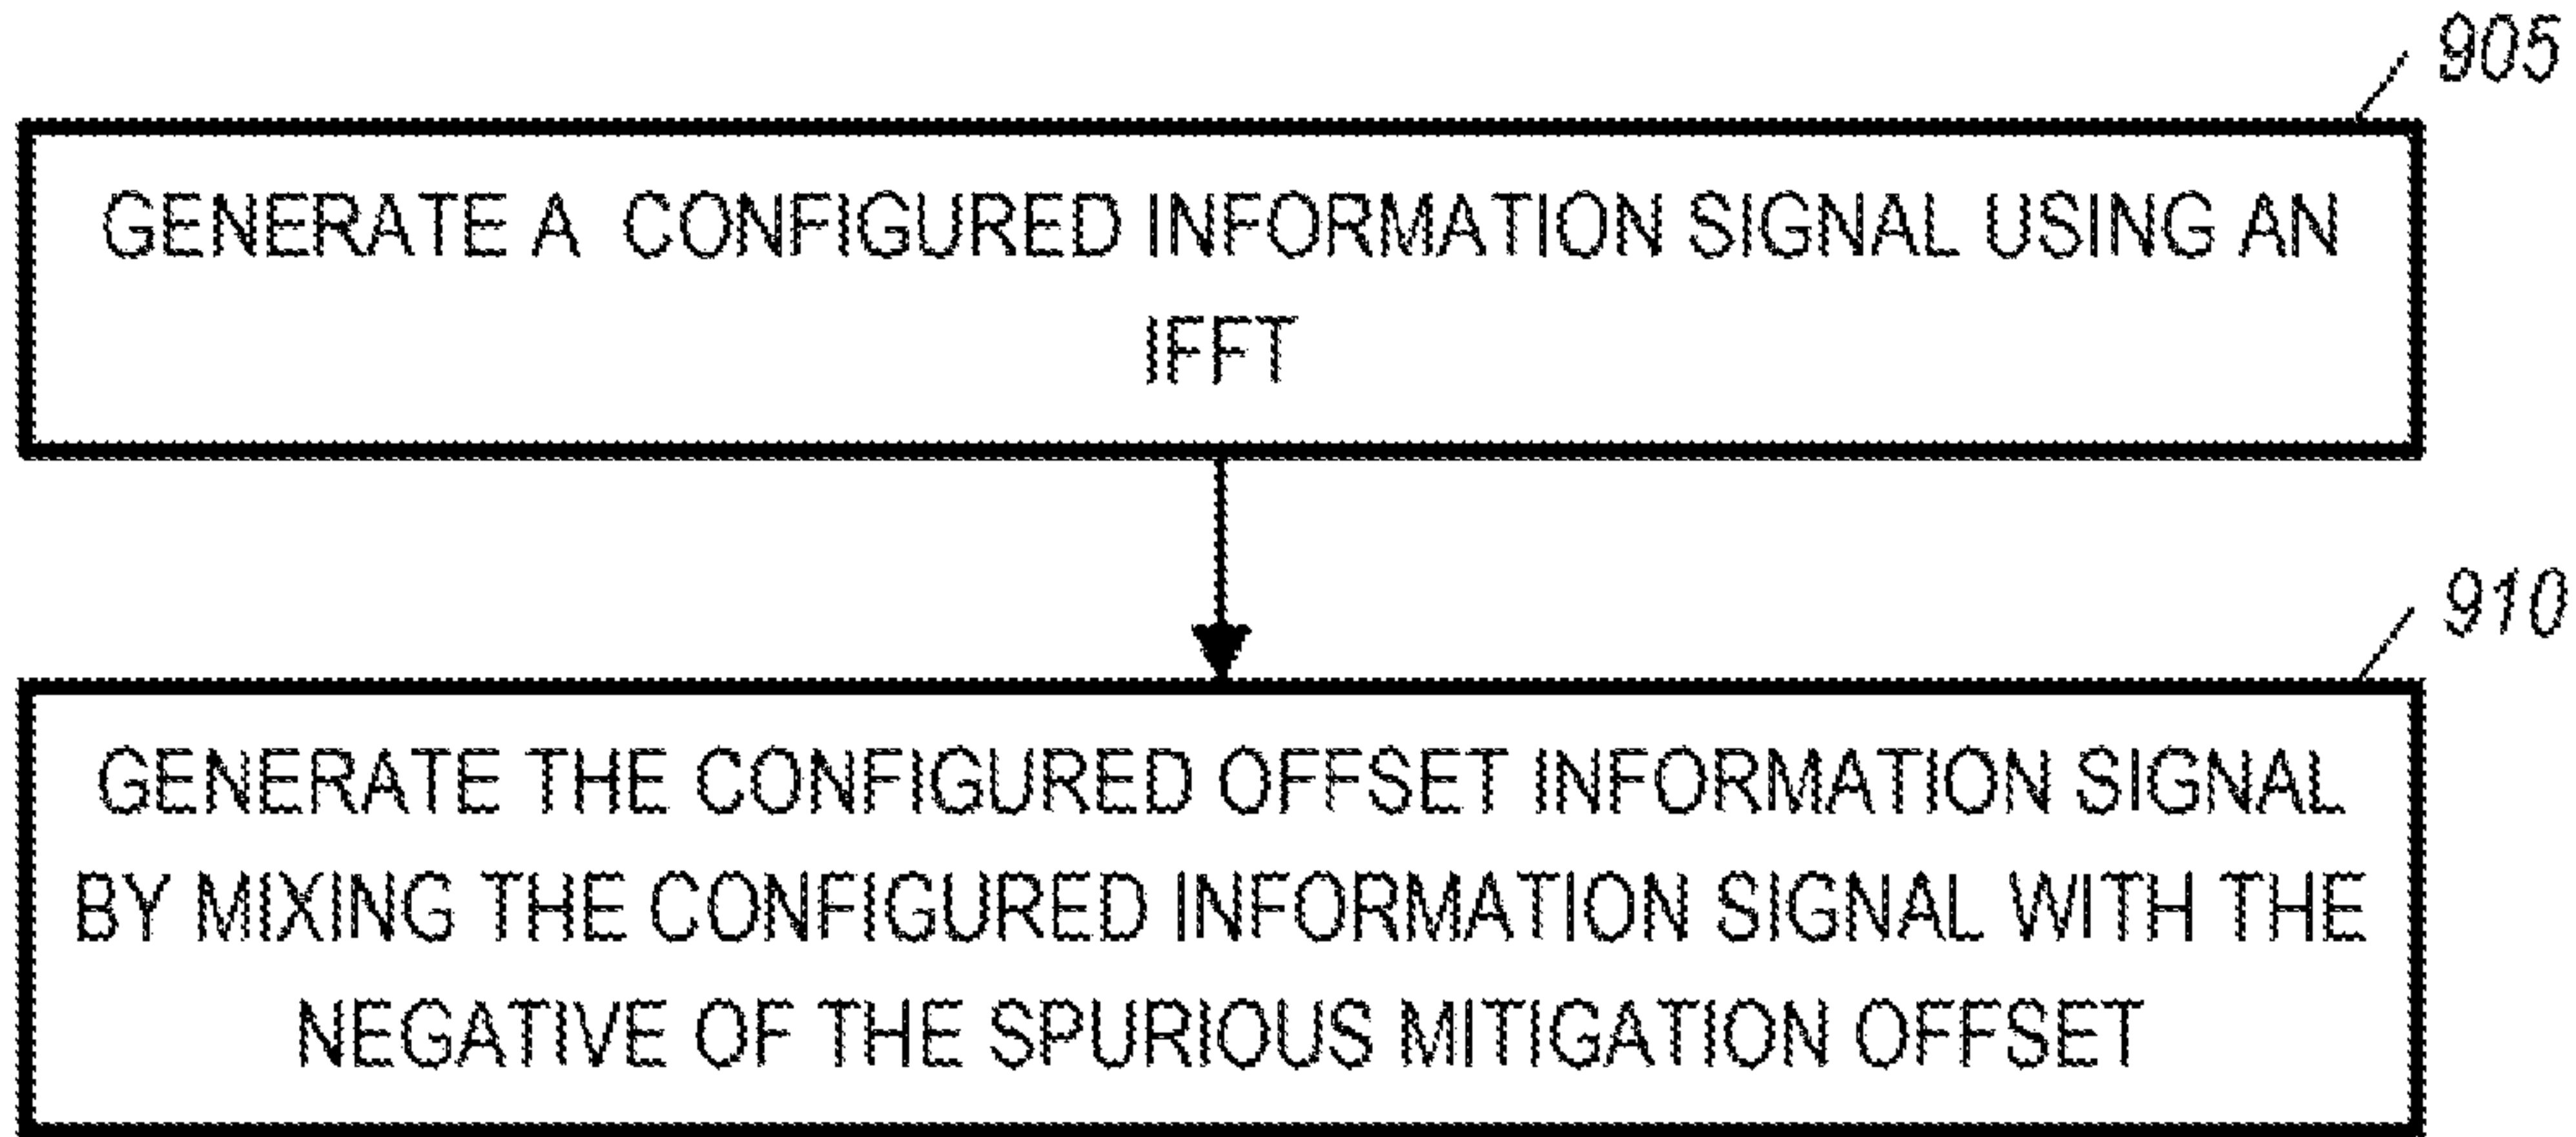 905
GENERATE A CONFIGURED INFORMATION SIGNAL USING AN
IFFT
910
GENERATE THE CONFIGURED OFFSET INFORMATION SIGNAL
BY MIXING THE CONFIGURED INFORMATION SIGNAL WITH THE
NEGATIVE OF THE SPURIOUS MITIGATION OFFSET